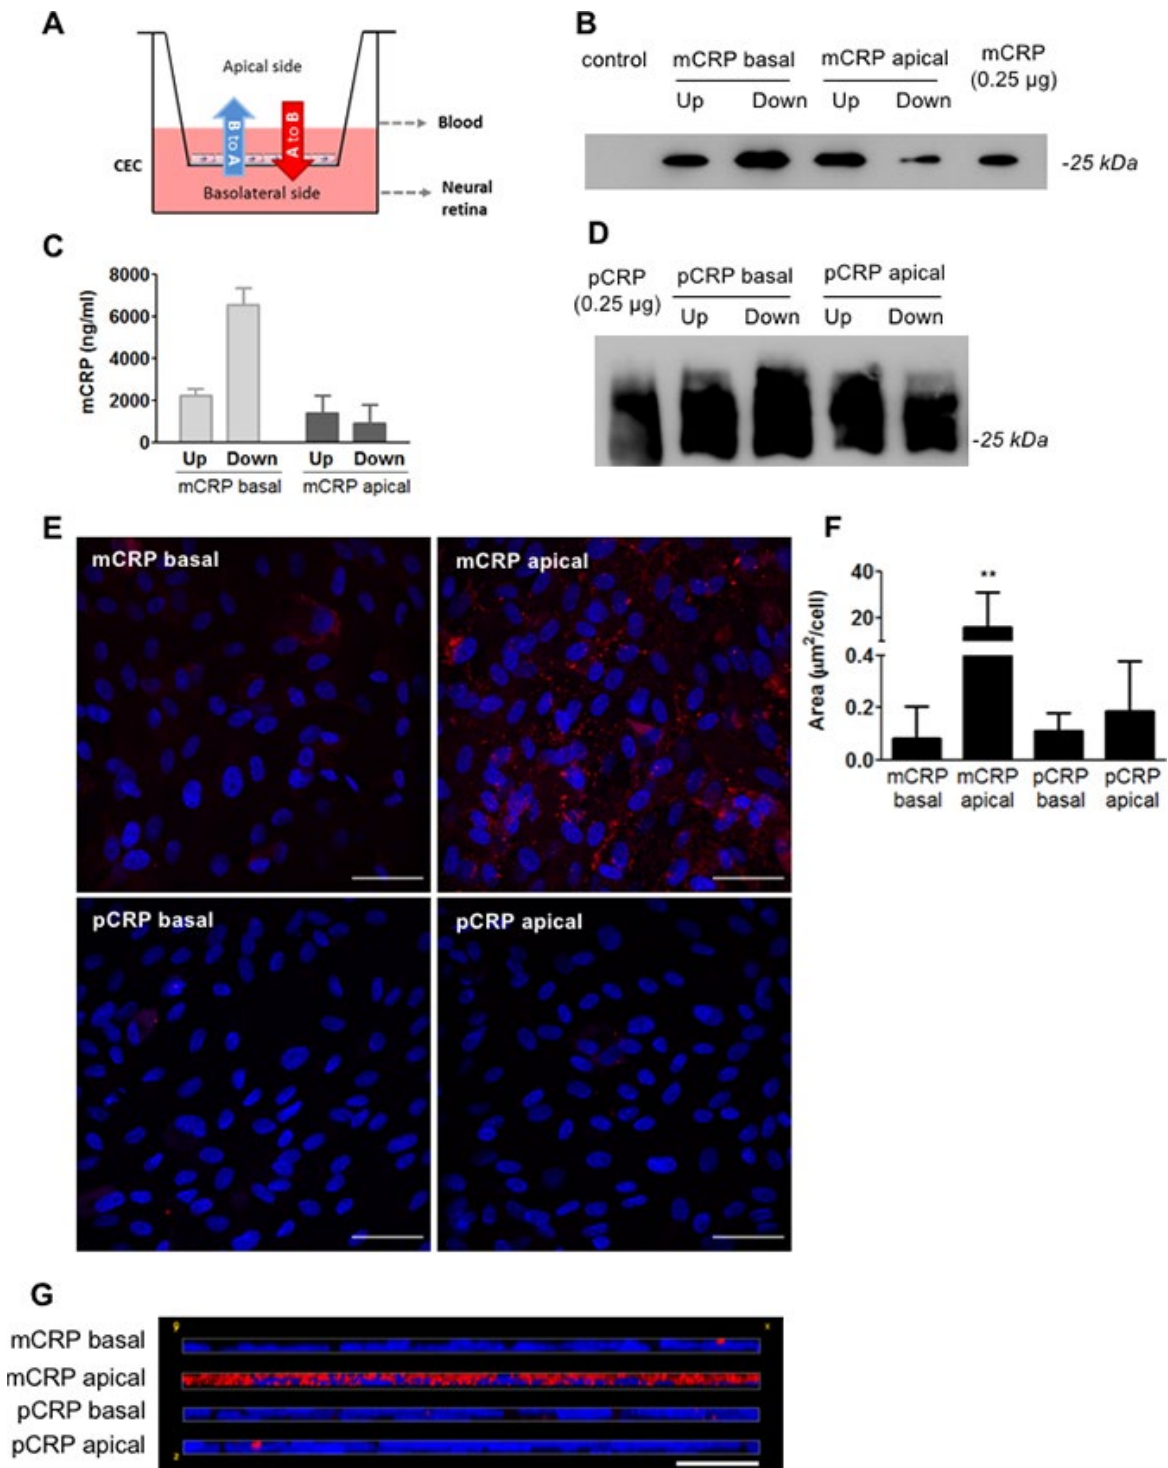 A
Apical side
B to A
A to B
Blood
CEC
Basolateral side
Neural
retina
B
control
mCRP basal
mCRP apical
mCRP
(0.25 µg)
Up
Down
Up
Down
-25 kDa
C
mCRP (ng/ml)
8000
6000
4000
2000
0
Up
Down
Up
Down
mCRP basal
mCRP apical
D
pCRP
(0.25 µg)
pCRP basal
pCRP apical
Up
Down
Up
Down
-25 kDa
E
mCRP basal
mCRP apical
pCRP basal
pCRP apical
F
Area (µm²/cell)
40
20
0.4
0.2
0.0
**
mCRP
basal
mCRP
apical
pCRP
basal
pCRP
apical
G
mCRP basal
mCRP apical
pCRP basal
pCRP apical
x
z